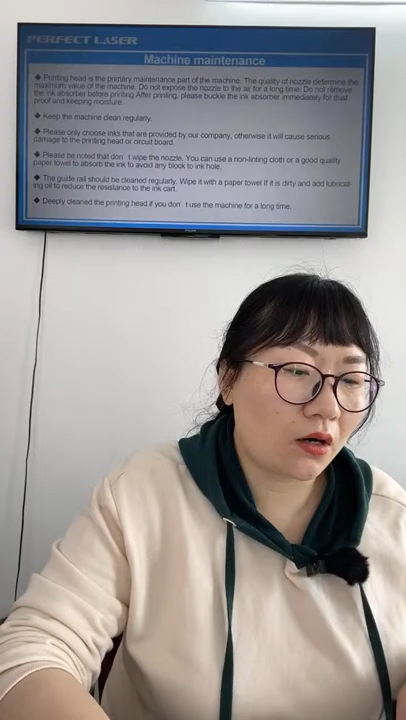 PERFECT LASER
Machine maintenance
◆ Printing head is the primary maintenance part of the machine. The quality of nozzle determine the
maximum value of the machine. Do not expose the nozzle to the air for a long time. Do not remove
the ink absorber before printing.After printing, please buckle the ink absorber immediately for dust
proof and keeping moisture.
◆ Keep the machine clean regularly.
◆ Please only choose inks that are provided by our company, otherwise it will cause serious
damage to the printing head or circuit board.
◆ Please be noted that don´t wipe the nozzle. You can use a non-linting cloth or a good quality
paper towel to absorb the ink to avoid any block to ink hole.
◆ The guide rail should be cleaned regularly. Wipe it with a paper towel If it is dirty and add lubricat-
ing oil to reduce the resistance to the ink cart.
◆ Deeply cleaned the printing head if you don´t use the machine for a long time.